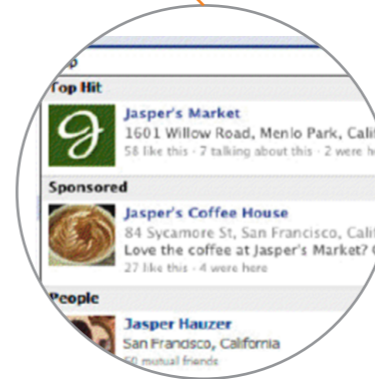 Top Hit
Jasper's Market
1601 Willow Road, Menlo Park, Calif
58 like this · 7 talking about this · 2 were
Sponsored
Jasper's Coffee House
84 Sycamore St, San Francisco, Calif
Love the coffee at Jasper's Market?
27 like this · 4 were here
People
Jasper Hauzer
San Francisco, California
50 mutual friends